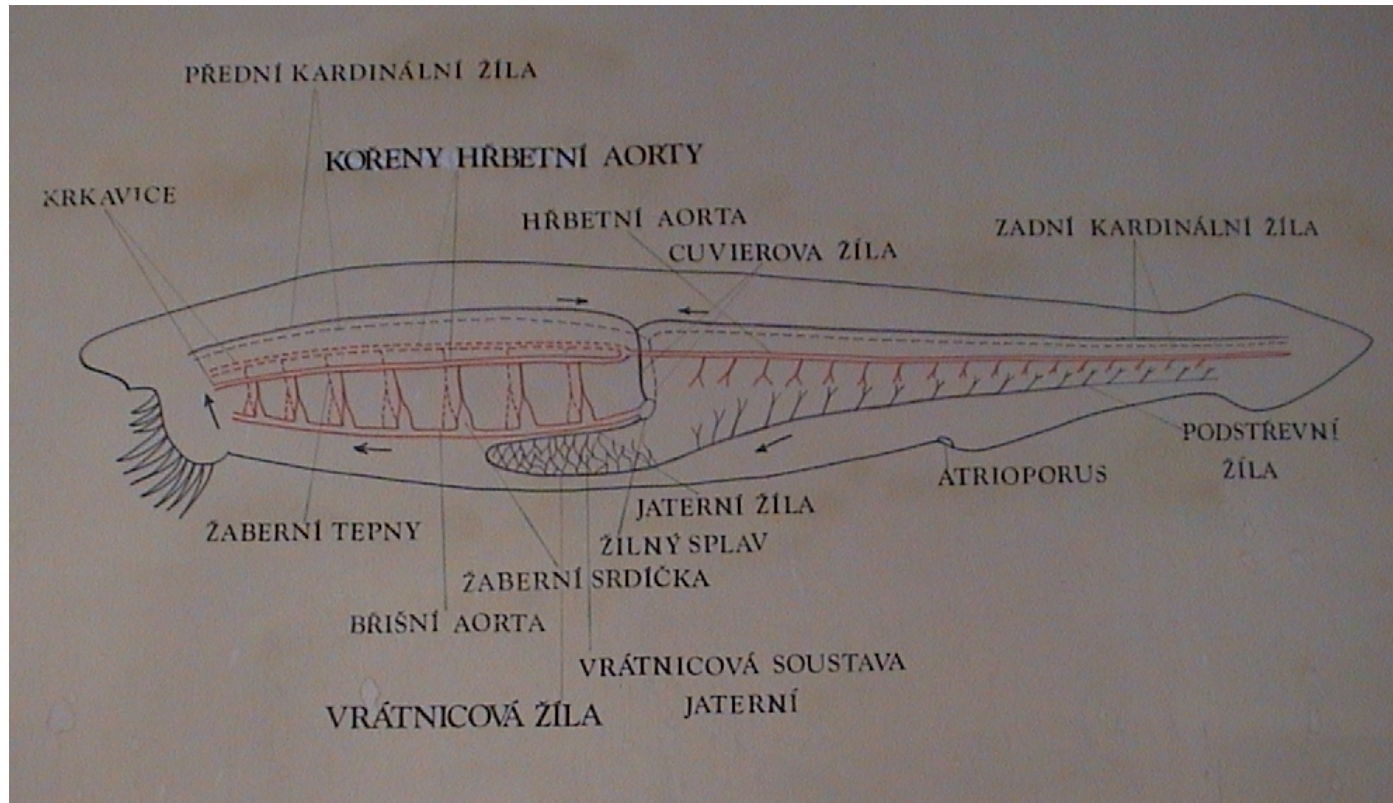 PŘEDNÍ KARDINÁLNÍ ŽÍLA
KOŘENY HŘBETNÍ AORTY
KRKAVICE
HŘBETNÍ AORTA
CUVIEROVA ŽÍLA
ZADNÍ KARDINÁLNÍ ŽÍLA
PODSTŘEVNÍ
ŽÍLA
ATRIOPORUS
JATERNÍ ŽÍLA
ŽABERNÍ TEPNY
ŽILNÝ SPLAV
ŽABERNÍ SRDÍČKA
BŘIŠNÍ AORTA
VRÁTNICOVÁ SOUSTAVA
JATERNÍ
VRÁTNICOVÁ ŽÍLA